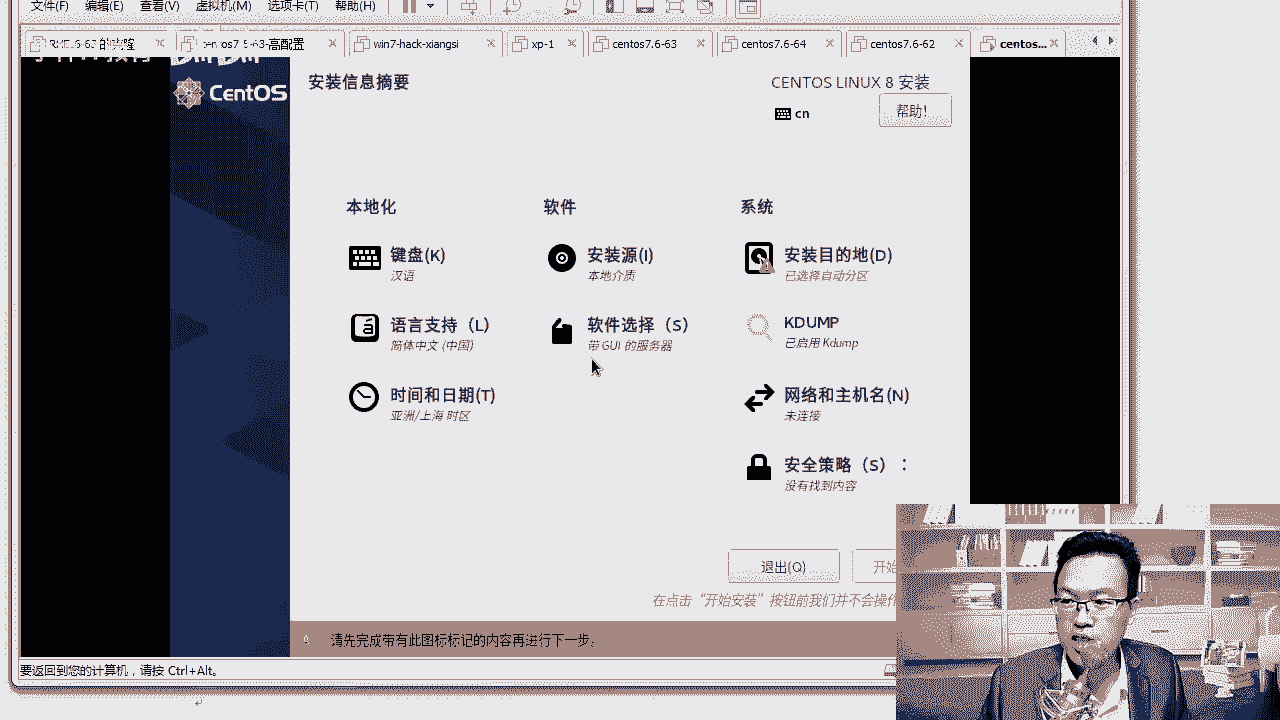 文件(F) 编辑(E) 查看(V) 虚拟机(M) 选项卡(T) 帮助(H)
的克隆 高配置 win7-hack-xiangsi xp-1 centos7.6-63 centos7.6-64 centos7.6-62 centos...
CentOS
安装信息摘要
CENTOS LINUX 8 安装
cn
帮助!
本地化
软件
系统
键盘(K)
汉语
安装源(I)
本地介质
安装目的地(D)
已选择自动分区
语言支持（L）
简体中文 (中国)
软件选择（S）
带 GUI 的服务器
KDUMP
已启用 Kdump
时间和日期(T)
亚洲/上海 时区
网络和主机名(N)
未连接
安全策略（S）：
没有找到内容
退出(Q)
开始
在点击“开始安装”按钮前我们并不会操作
请先完成带有此图标标记的内容再进行下一步。
要返回到您的计算机，请按 Ctrl+Alt。